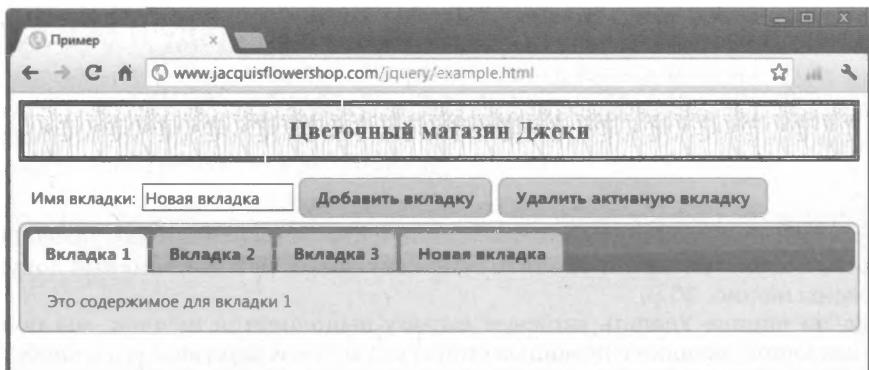 Пример
www.jacquisflowershop.com/jquery/example.html
Цветочный магазин Джеки
Имя вкладки: Новая вкладка Добавить вкладку Удалить активную вкладку
Вкладка 1 Вкладка 2 Вкладка 3 Новая вкладка
Это содержимое для вкладки 1